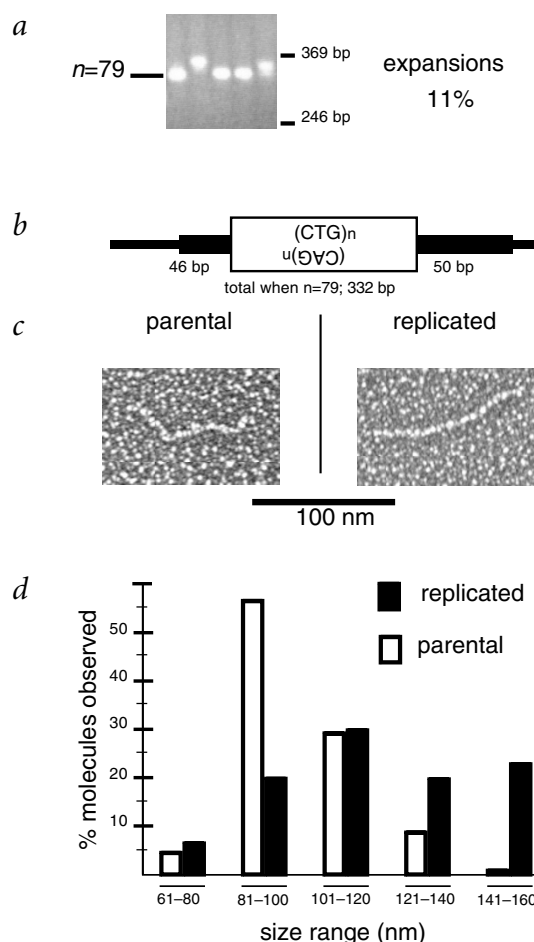 a
n=79
369 bp
246 bp
expansions
11%
b
(CTG)n
(CAG)n
46 bp
50 bp
total when n=79; 332 bp
c
parental
replicated
100 nm
d
replicated
parental
% molecules observed
50
40
30
20
10
61–80
81–100
101–120
121–140
141–160
size range (nm)